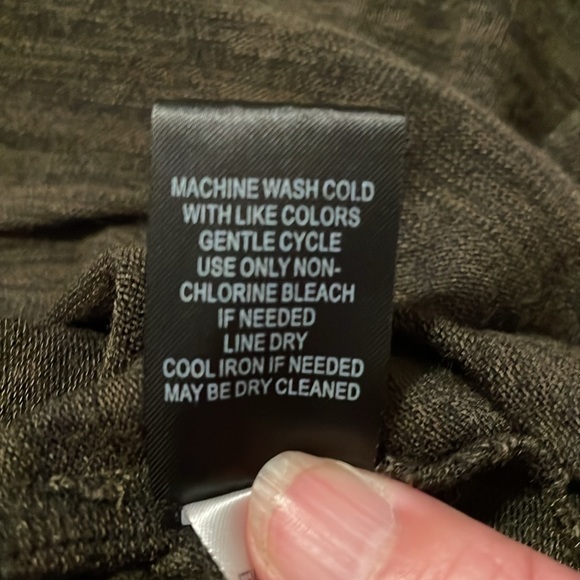 MACHINE WASH COLD
WITH LIKE COLORS
GENTLE CYCLE
USE ONLY NON-
CHLORINE BLEACH
IF NEEDED
LINE DRY
COOL IRON IF NEEDED
MAY BE DRY CLEANED